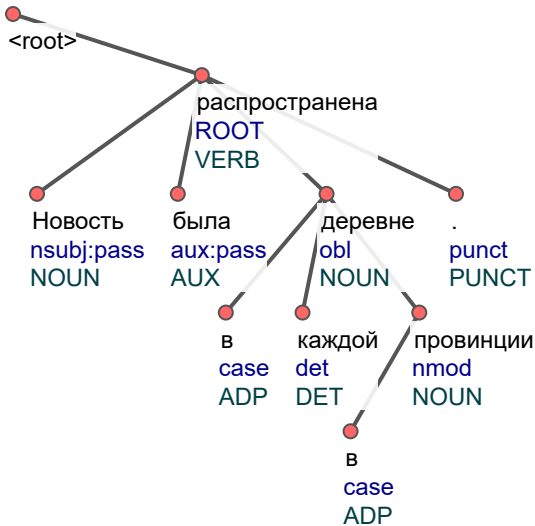 <root>
распространена
ROOT
VERB
Новость
nsubj:pass
NOUN
была
aux:pass
AUX
деревне
obl
NOUN
.
punct
PUNCT
в
case
ADP
каждой
det
DET
провинции
nmod
NOUN
в
case
ADP